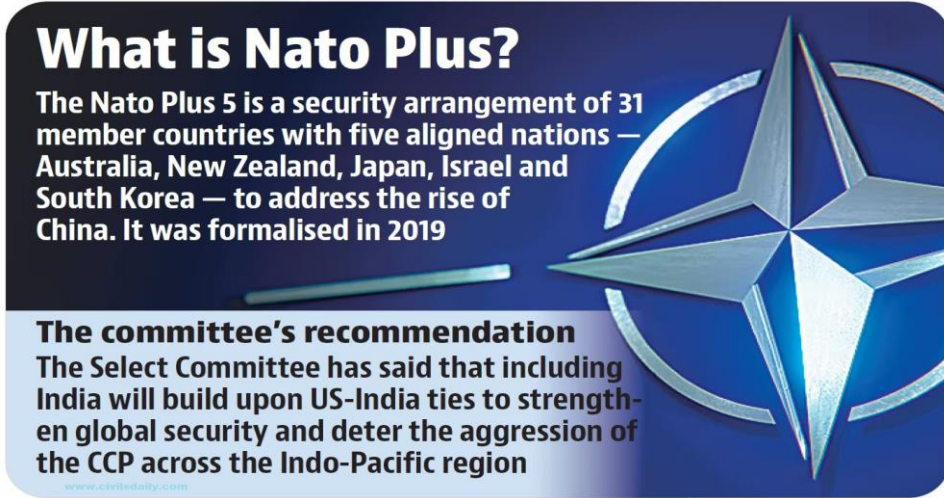 What is Nato Plus?
The Nato Plus 5 is a security arrangement of 31
member countries with five aligned nations —
Australia, New Zealand, Japan, Israel and
South Korea — to address the rise of
China. It was formalised in 2019
The committee's recommendation
The Select Committee has said that including
India will build upon US-India ties to strength-
en global security and deter the aggression of
the CCP across the Indo-Pacific region
www.civilsdaily.com